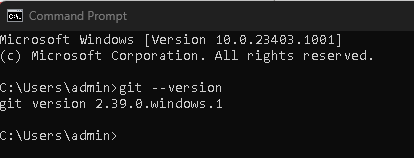 Command Prompt
Microsoft Windows [Version 10.0.23403.1001]
(c) Microsoft Corporation. All rights reserved.
C:\Users\admin>git --version
git version 2.39.0.windows.1
C:\Users\admin>